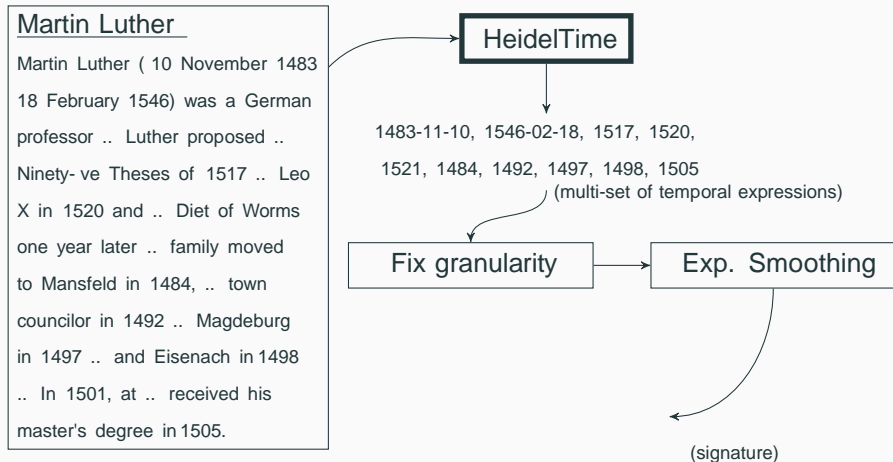 Martin Luther
Martin Luther ( 10 November 1483
18 February 1546) was a German
professor .. Luther proposed ..
Ninety- ve Theses of 1517 .. Leo
X in 1520 and .. Diet of Worms
one year later .. family moved
to Mansfeld in 1484, .. town
councilor in 1492 .. Magdeburg
in 1497 .. and Eisenach in 1498
.. In 1501, at .. received his
master's degree in 1505.
HeidelTime
1483-11-10, 1546-02-18, 1517, 1520,
1521, 1484, 1492, 1497, 1498, 1505
(multi-set of temporal expressions)
Fix granularity
Exp. Smoothing
(signature)